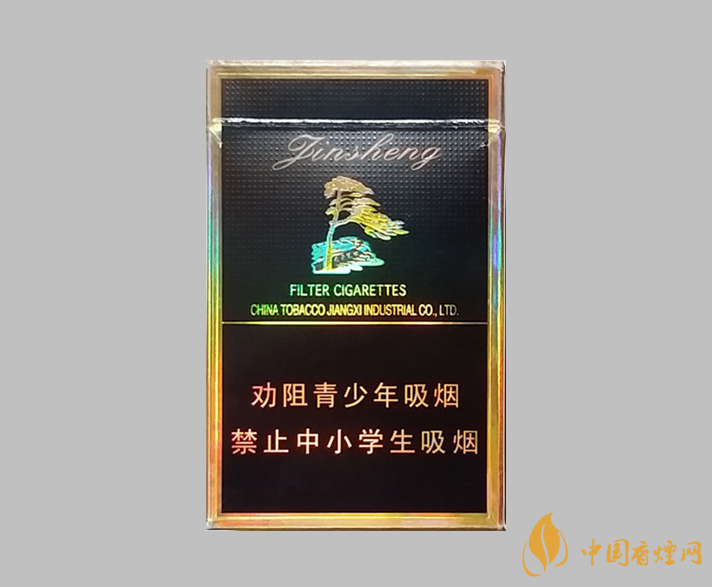 Jinsheng
FILTER CIGARETTES
CHINA TOBACCO JIANGXI INDUSTRIAL CO., LTD.
劝阻青少年吸烟
禁止中小学生吸烟
中国香煙网